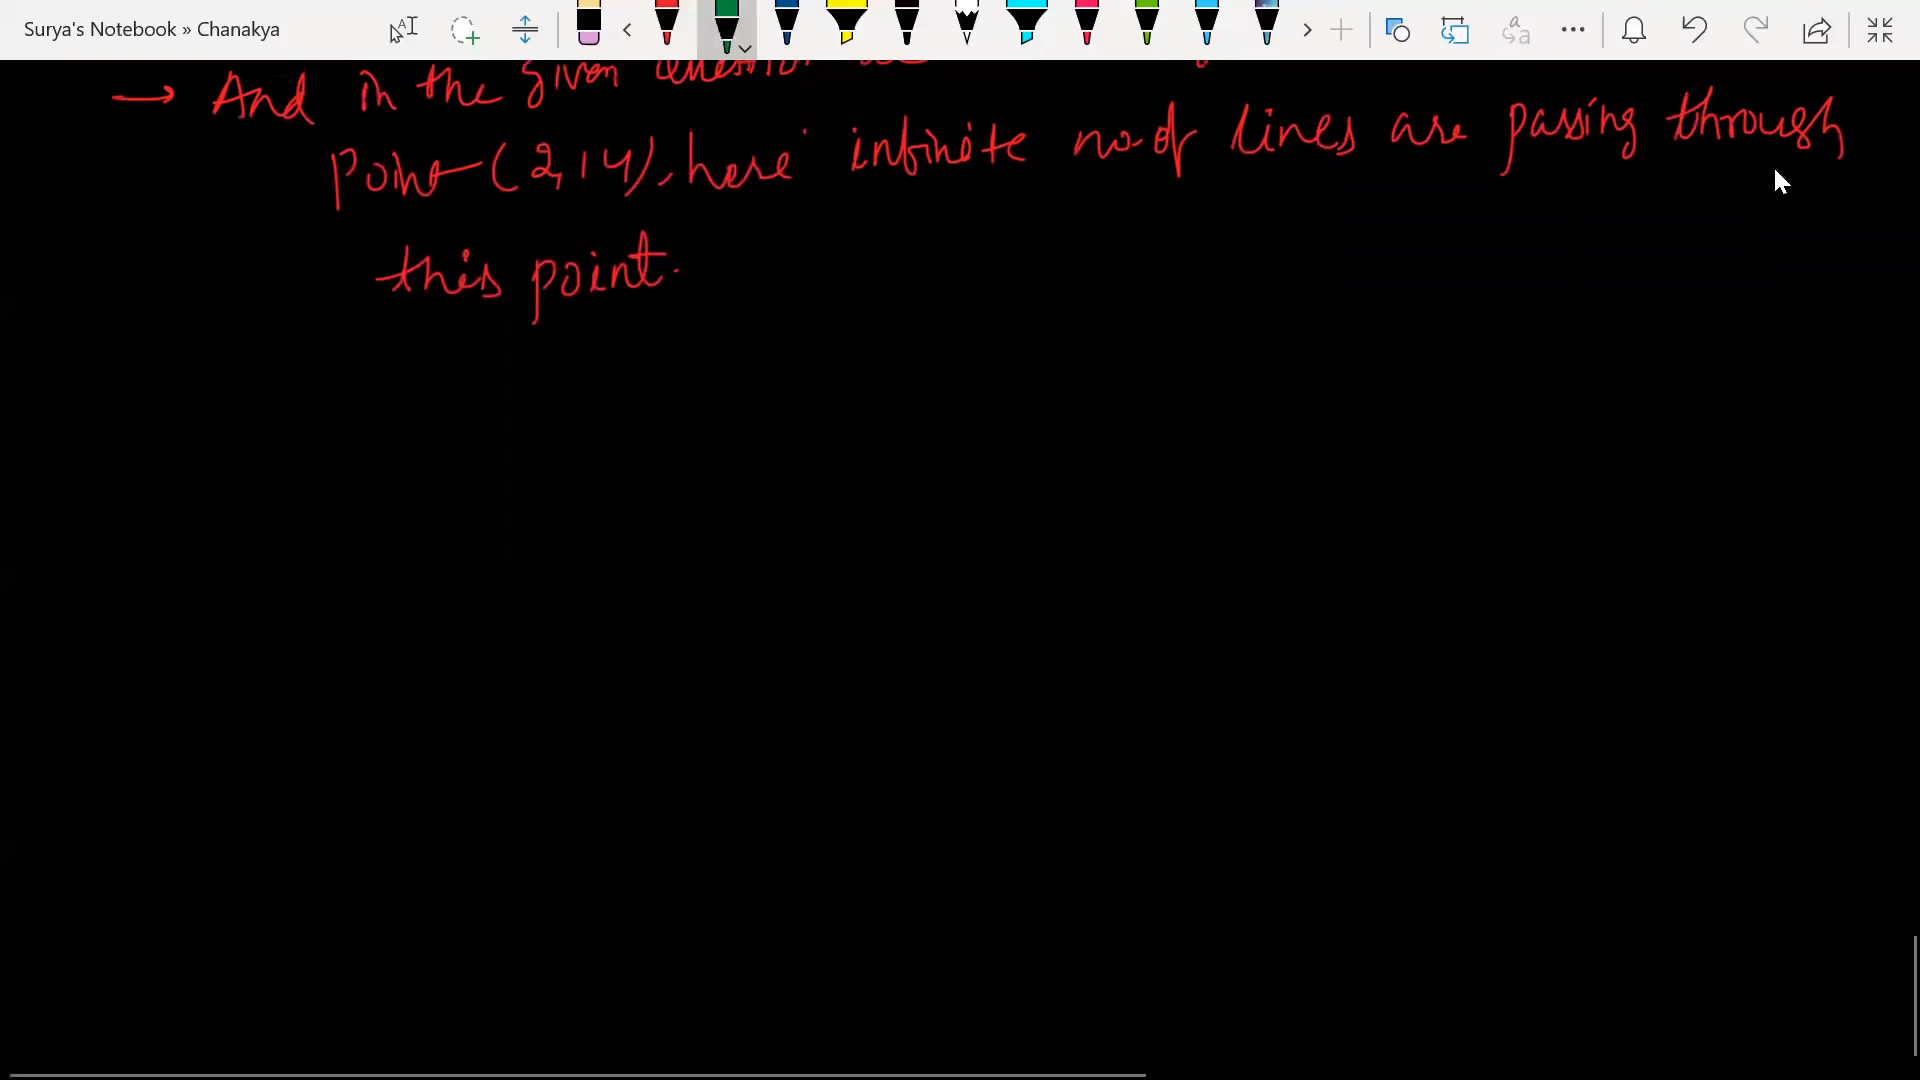 Surya's Notebook » Chanakya
→ And in the given question
point (2,14), here infinite no. of lines are passing through
this point.